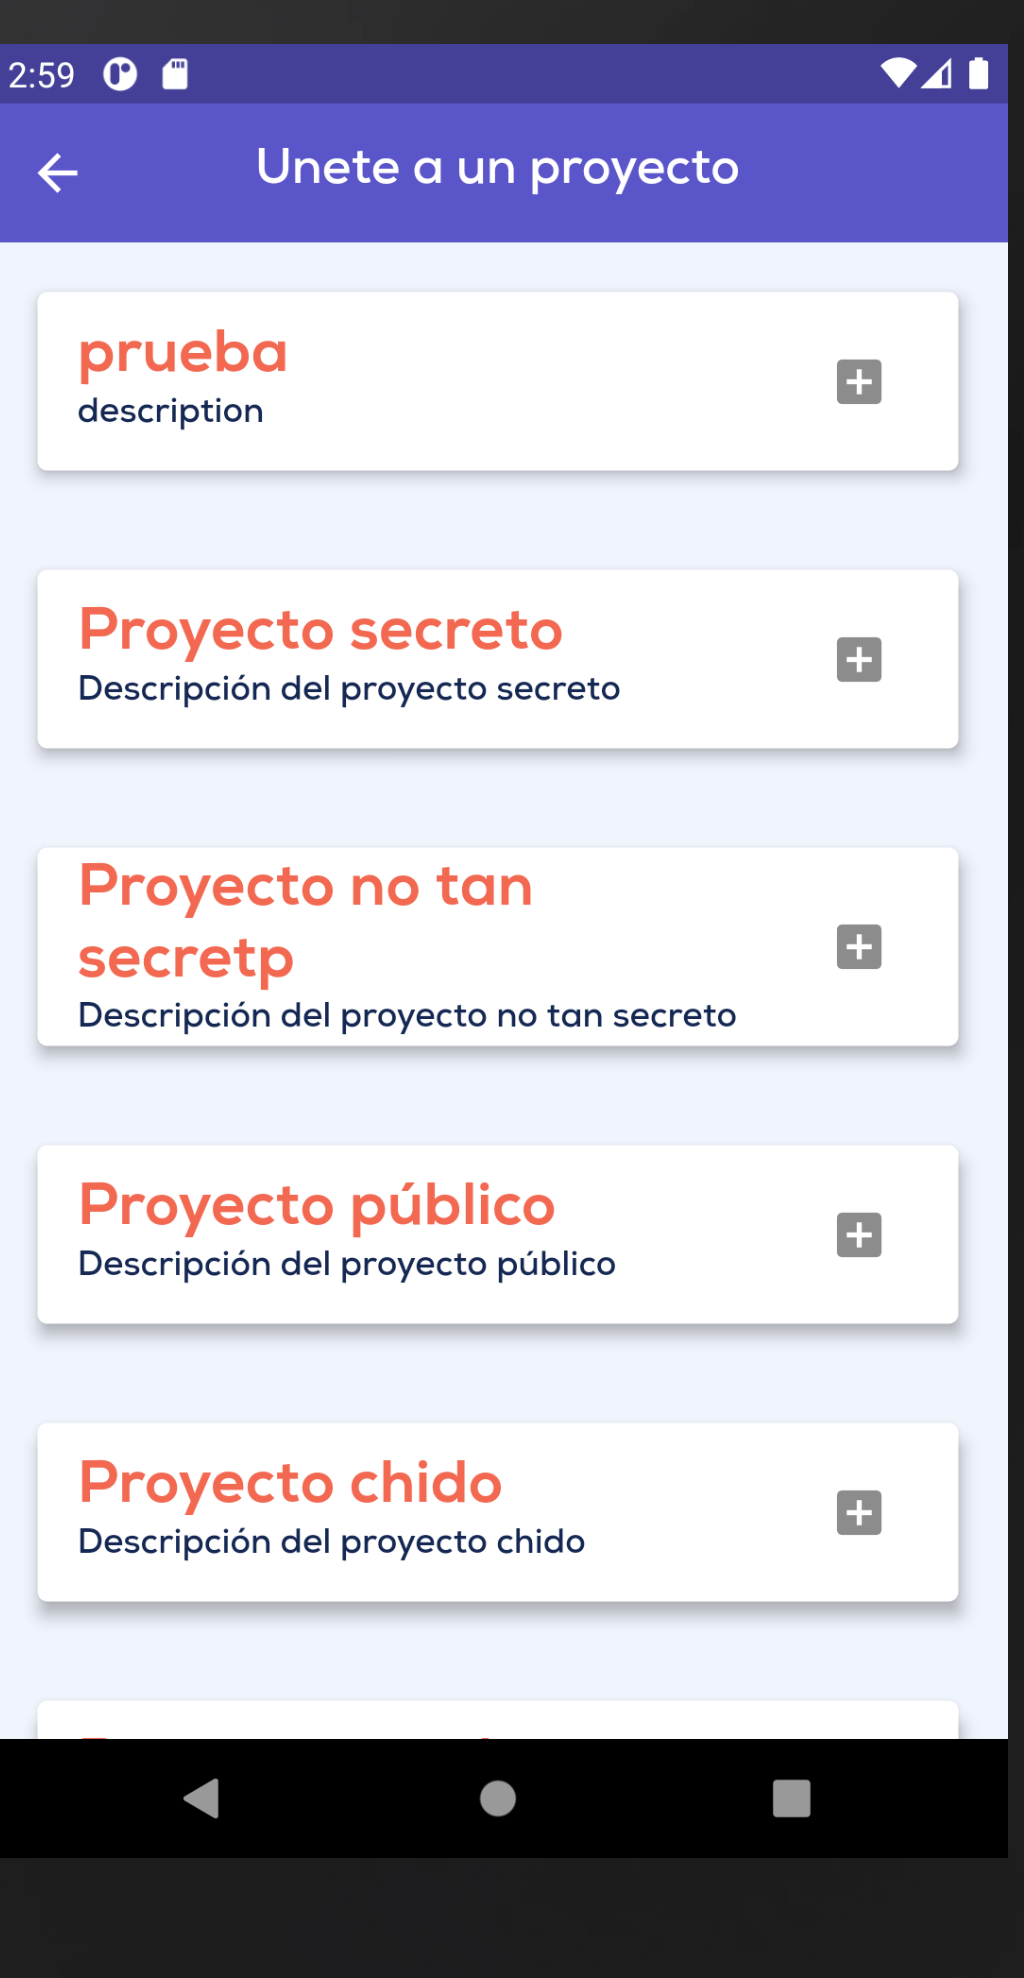 2:59
Unete a un proyecto
prueba
description
Proyecto secreto
Descripción del proyecto secreto
Proyecto no tan
secretp
Descripción del proyecto no tan secreto
Proyecto público
Descripción del proyecto público
Proyecto chido
Descripción del proyecto chido